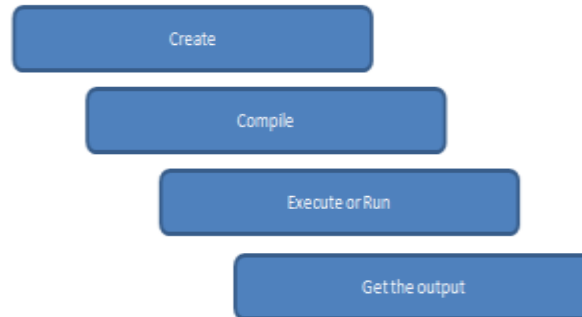 Create
Compile
Execute or Run
Get the output